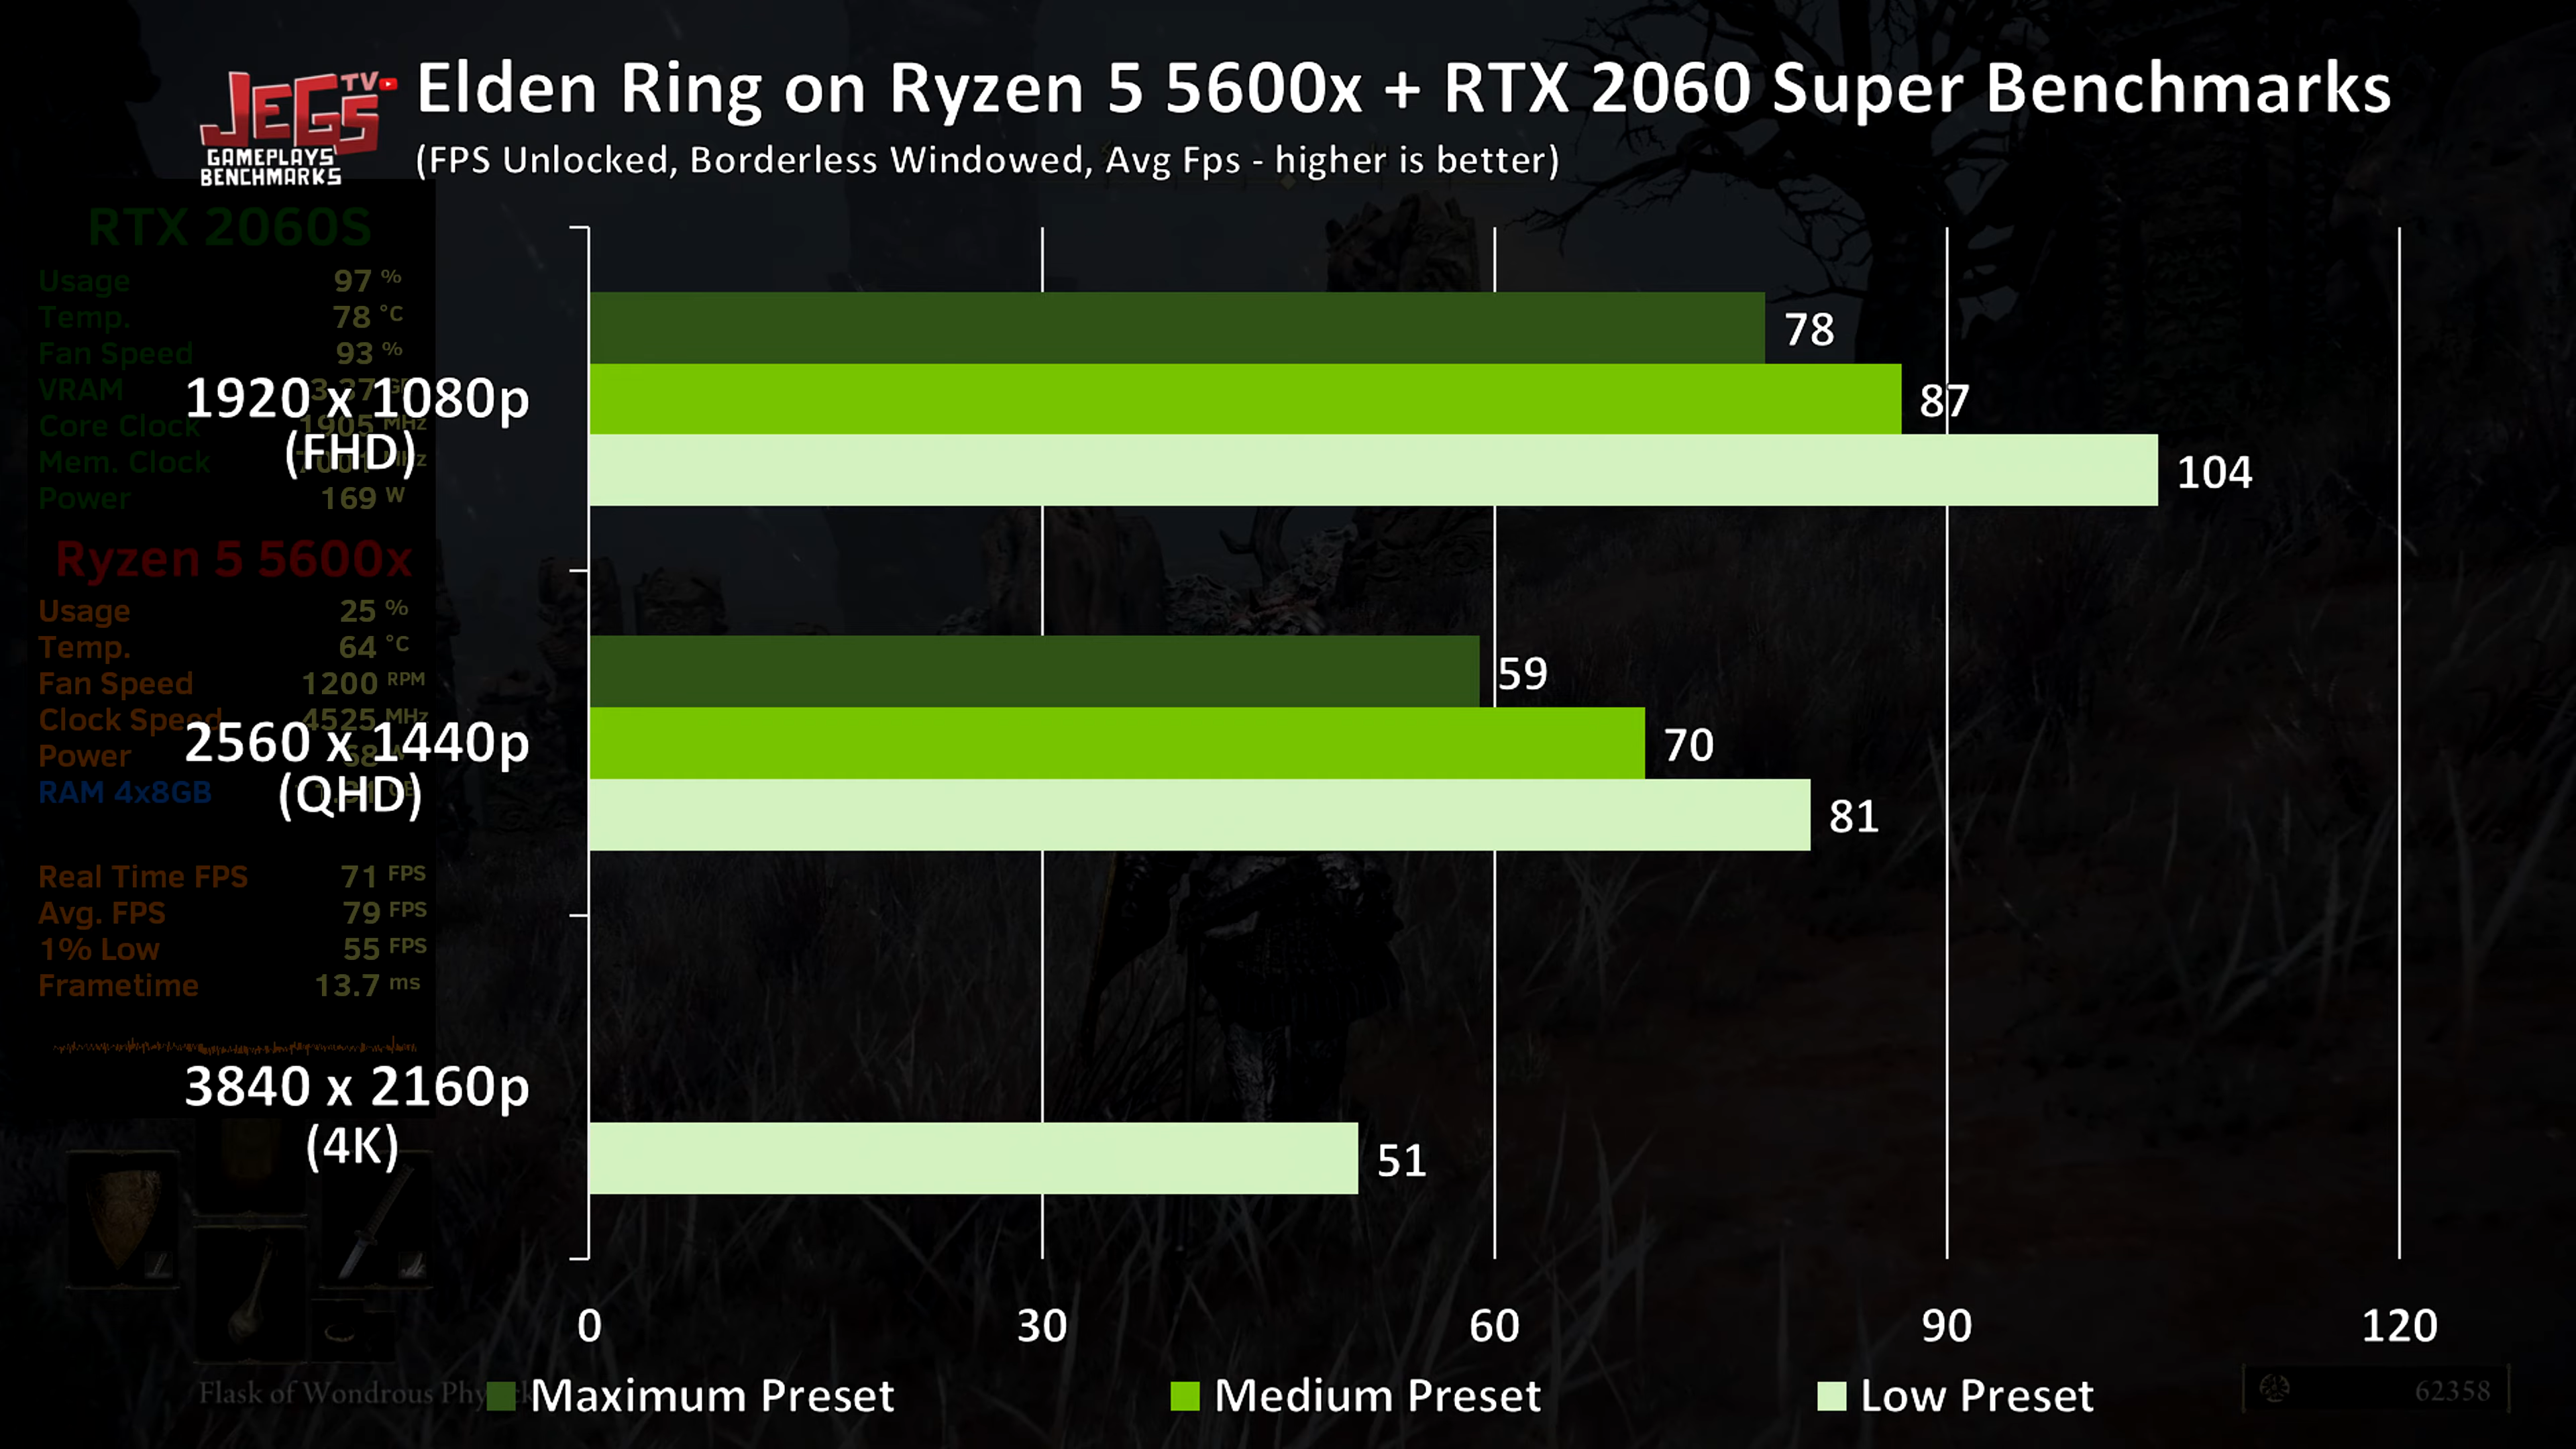 JEGS TV
GAMEPLAYS
BENCHMARKS
Elden Ring on Ryzen 5 5600x + RTX 2060 Super Benchmarks
(FPS Unlocked, Borderless Windowed, Avg Fps - higher is better)
RTX 2060S
Usage 97 %
Temp. 78 °C
Fan Speed 93 %
VRAM
Core Clock 1905 MHz
Mem. Clock
Power 169 W
Ryzen 5 5600x
Usage 25 %
Temp. 64 °C
Fan Speed 1200 RPM
Clock Speed 4525 MHz
Power
RAM 4x8GB
Real Time FPS 71 FPS
Avg. FPS 79 FPS
1% Low 55 FPS
Frametime 13.7 ms
1920 x 1080p
(FHD)
78
87
104
2560 x 1440p
(QHD)
59
70
81
3840 x 2160p
(4K)
51
0 30 60 90 120
Maximum Preset Medium Preset Low Preset
Flask of Wondrous
62358